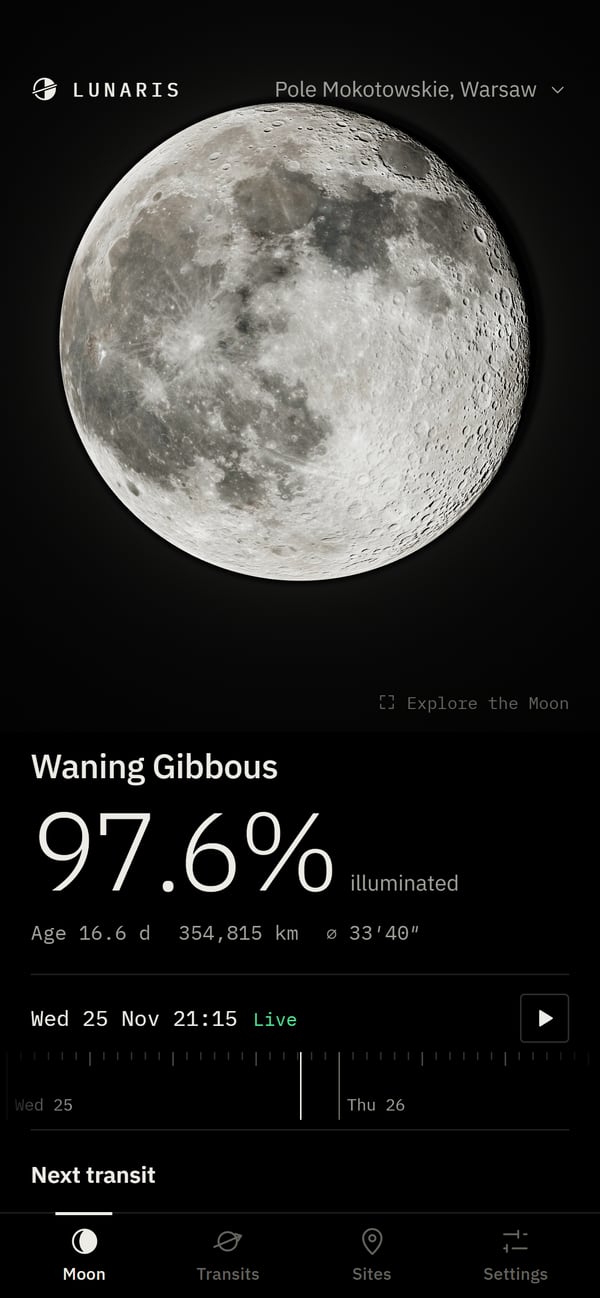 LUNARIS
Pole Mokotowskie, Warsaw
Explore the Moon
Waning Gibbous
97.6% illuminated
Age 16.6 d 354,815 km ⌀ 33′40″
Wed 25 Nov 21:15 Live
Wed 25 Thu 26
Next transit
Moon Transits Sites Settings